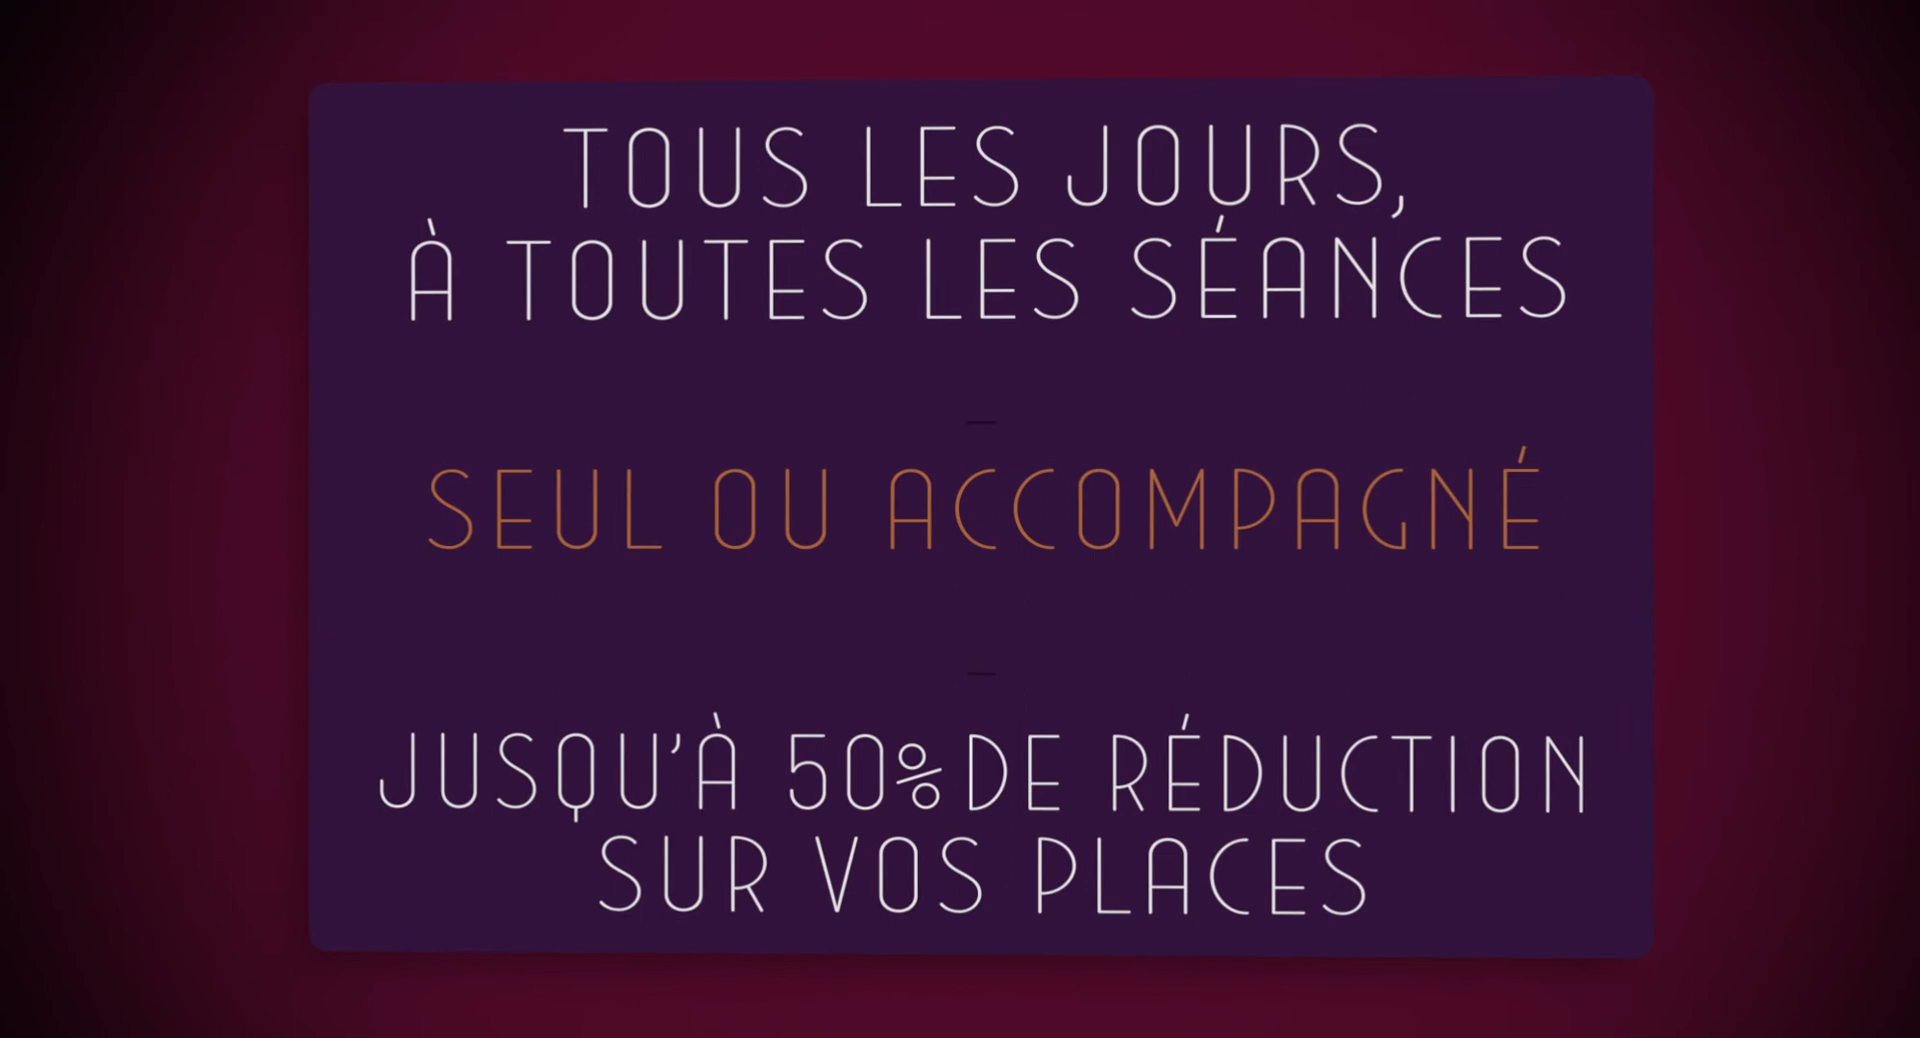 TOUS LES JOURS,
À TOUTES LES SÉANCES
SEUL OU ACCOMPAGNÉ
JUSQU'À 50% DE RÉDUCTION
SUR VOS PLACES